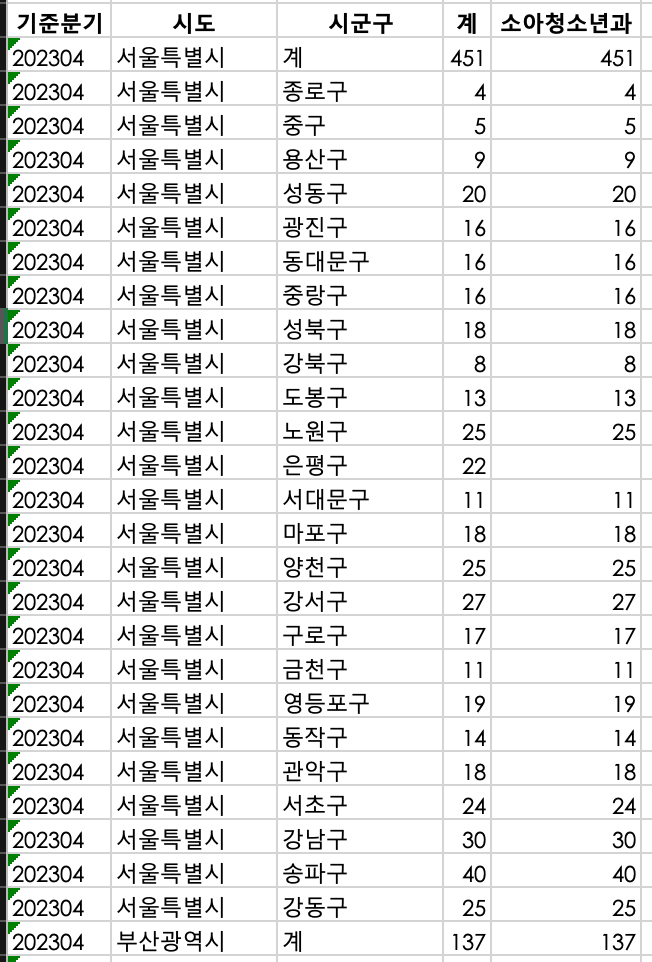 기준분기 시도 시군구 계 소아청소년과
202304 서울특별시 계 451 451
202304 서울특별시 종로구 4 4
202304 서울특별시 중구 5 5
202304 서울특별시 용산구 9 9
202304 서울특별시 성동구 20 20
202304 서울특별시 광진구 16 16
202304 서울특별시 동대문구 16 16
202304 서울특별시 중랑구 16 16
202304 서울특별시 성북구 18 18
202304 서울특별시 강북구 8 8
202304 서울특별시 도봉구 13 13
202304 서울특별시 노원구 25 25
202304 서울특별시 은평구 22
202304 서울특별시 서대문구 11 11
202304 서울특별시 마포구 18 18
202304 서울특별시 양천구 25 25
202304 서울특별시 강서구 27 27
202304 서울특별시 구로구 17 17
202304 서울특별시 금천구 11 11
202304 서울특별시 영등포구 19 19
202304 서울특별시 동작구 14 14
202304 서울특별시 관악구 18 18
202304 서울특별시 서초구 24 24
202304 서울특별시 강남구 30 30
202304 서울특별시 송파구 40 40
202304 서울특별시 강동구 25 25
202304 부산광역시 계 137 137